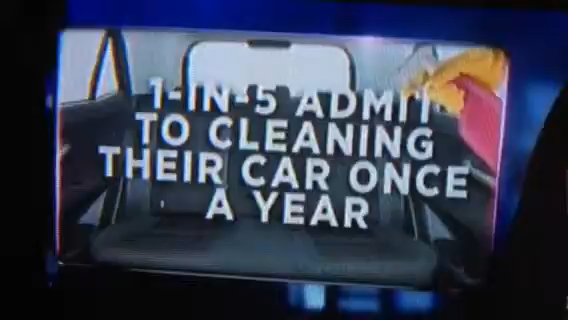 1-IN-5 ADMIT
TO CLEANING
THEIR CAR ONCE
A YEAR